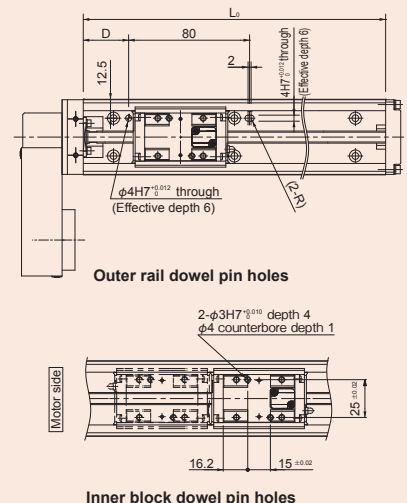 L₀
D
80
2
12.5
4H7 +0.012 0 through
(Effective depth 6)
φ4H7 +0.012 0 through
(Effective depth 6)
(2-R)
Outer rail dowel pin holes
2-φ3H7 +0.010 0 depth 4
φ4 counterbore depth 1
Motor side
25 ±0.02
16.2
15 ±0.02
Inner block dowel pin holes